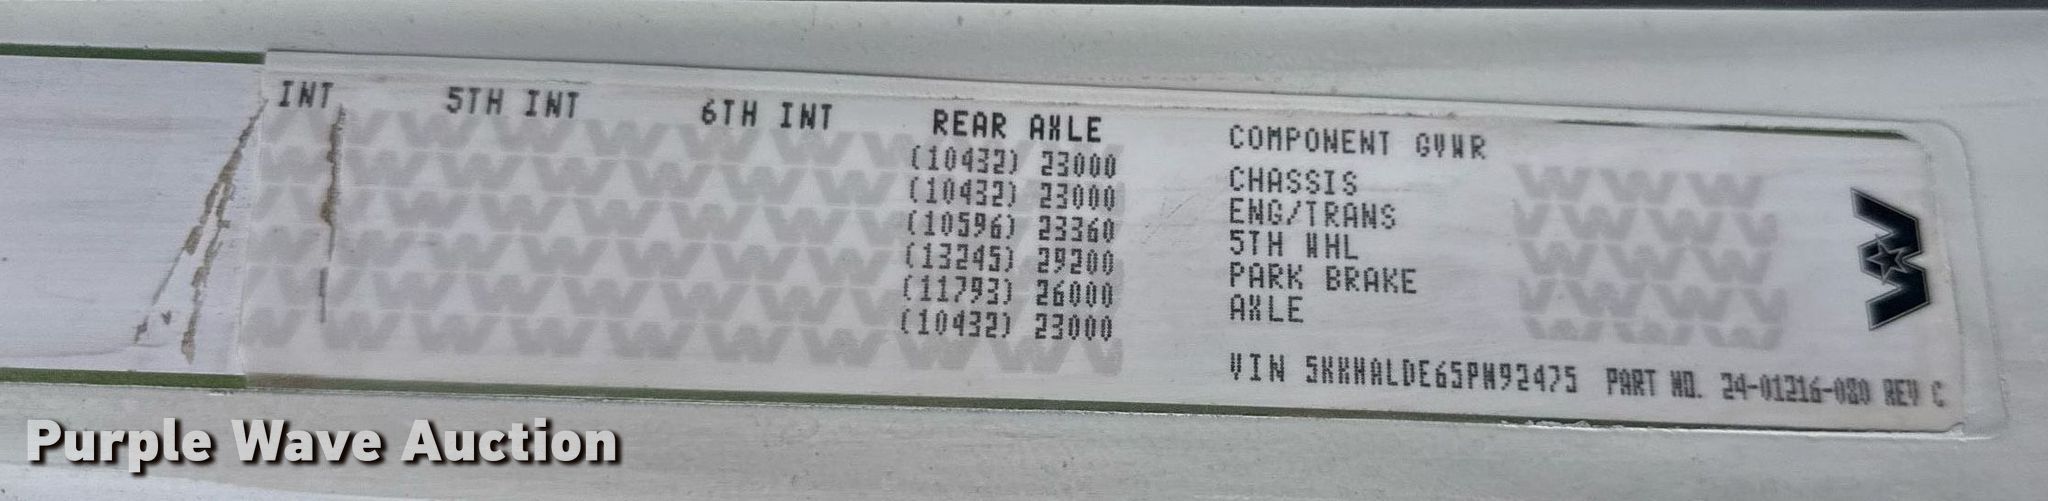 INT 5TH INT 6TH INT REAR AXLE COMPONENT GVWR
(10432) 23000 CHASSIS
(10432) 23000 ENG/TRANS
(10596) 23360 5TH WHL
(13245) 29200 PARK BRAKE
(11793) 26000 AXLE
(10432) 23000
VIN 5KKHALDE65PN92475 PART NO. 24-01216-080 REV C
Purple Wave Auction